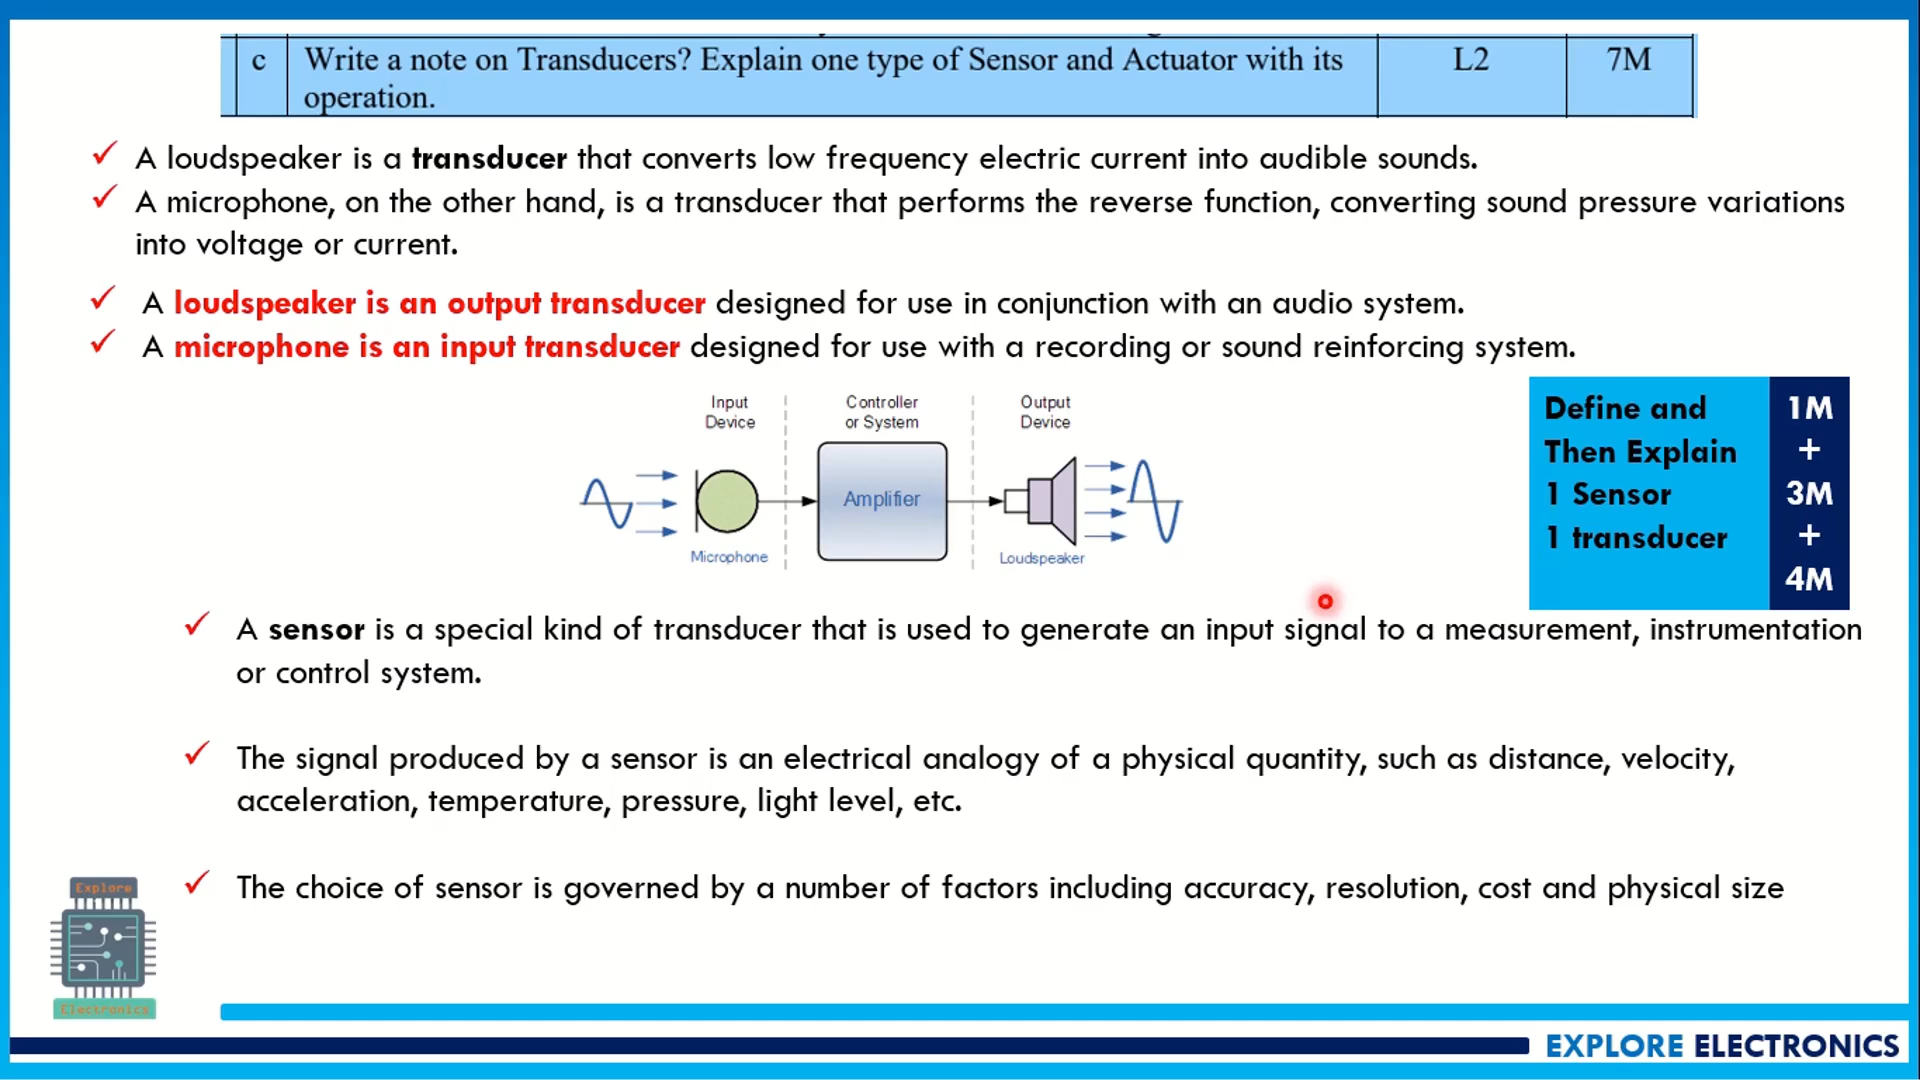 c Write a note on Transducers? Explain one type of Sensor and Actuator with its L2 7M
operation.
A loudspeaker is a transducer that converts low frequency electric current into audible sounds.
A microphone, on the other hand, is a transducer that performs the reverse function, converting sound pressure variations
into voltage or current.
A loudspeaker is an output transducer designed for use in conjunction with an audio system.
A microphone is an input transducer designed for use with a recording or sound reinforcing system.
Input
Device
Controller
or System
Output
Device
Amplifier
Microphone
Loudspeaker
Define and 1M
Then Explain +
1 Sensor 3M
1 transducer +
4M
A sensor is a special kind of transducer that is used to generate an input signal to a measurement, instrumentation
or control system.
The signal produced by a sensor is an electrical analogy of a physical quantity, such as distance, velocity,
acceleration, temperature, pressure, light level, etc.
The choice of sensor is governed by a number of factors including accuracy, resolution, cost and physical size
Explore
Electronics
EXPLORE ELECTRONICS